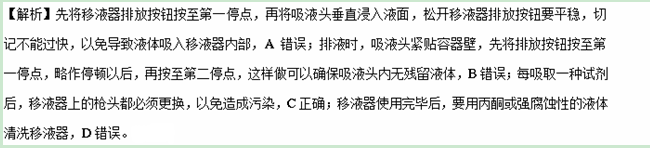 【解析】先将移液器排放按钮按至第一停点，再将吸液头垂直浸入液面，松开移液器排放按钮要平稳，切
记不能过快，以免导致液体吸入移液器内部，A 错误；排液时，吸液头紧贴容器壁，先将排放按钮按至第
一停点，略作停顿以后，再按至第二停点，这样做可以确保吸液头内无残留液体，B 错误；每吸取一种试剂
后，移液器上的枪头都必须更换，以免造成污染，C 正确；移液器使用完毕后，要用丙酮或强腐蚀性的液体
清洗移液器，D 错误。